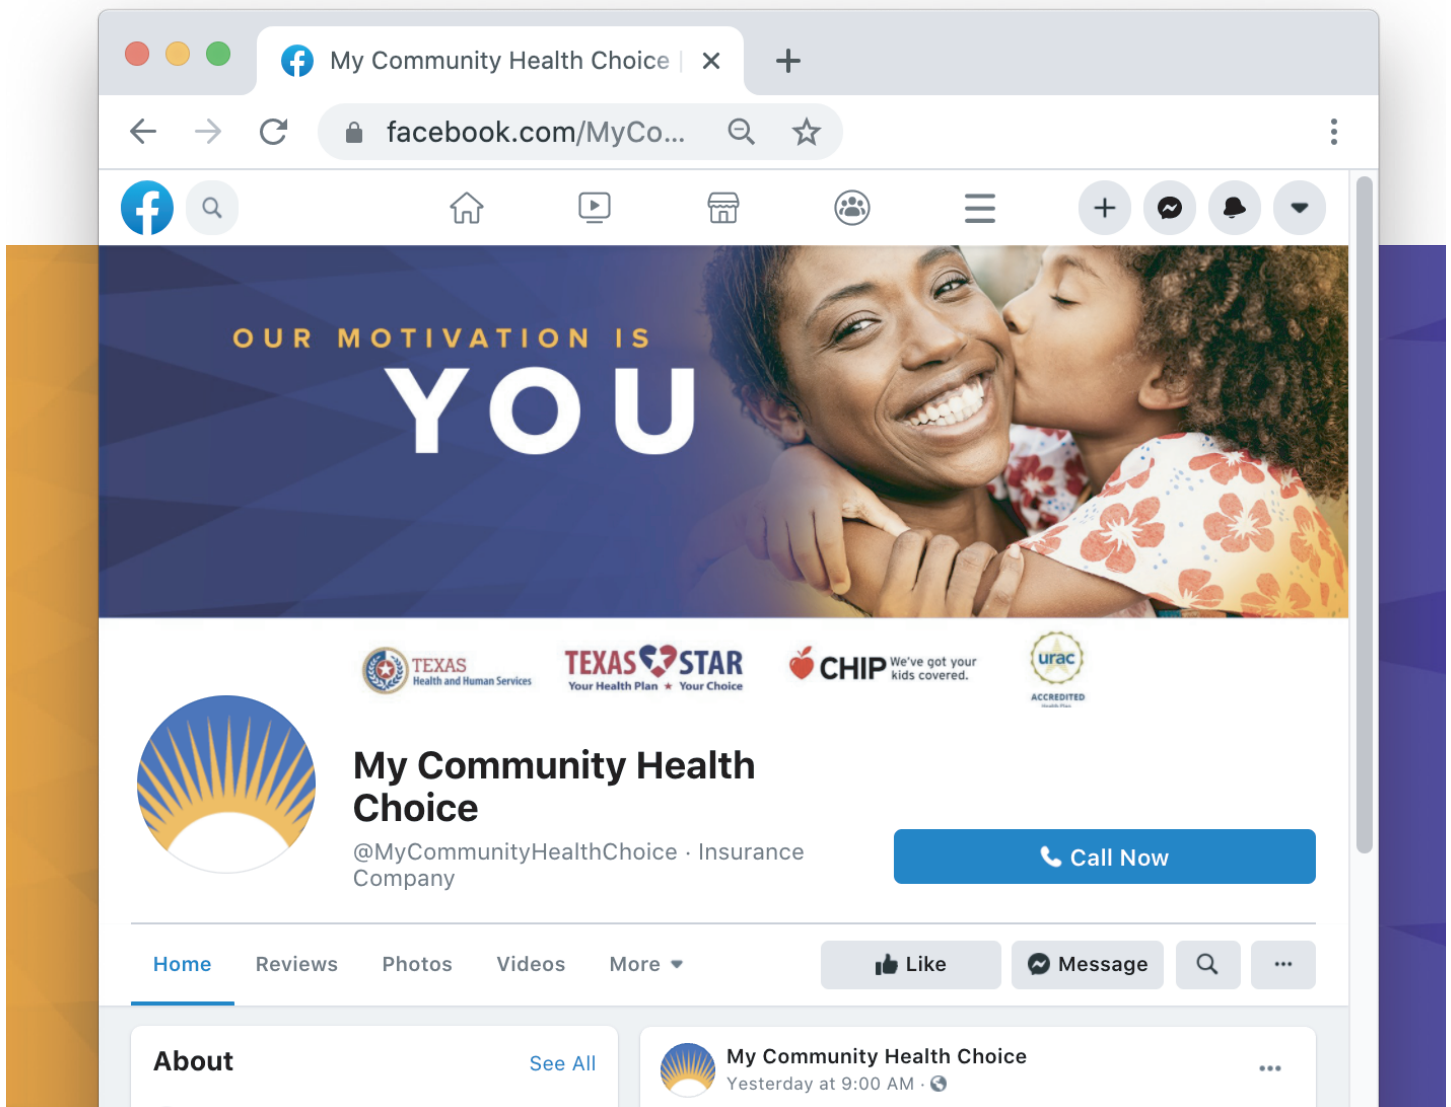 My Community Health Choice
facebook.com/MyCo...
OUR MOTIVATION IS
YOU
TEXAS
Health and Human Services
TEXAS STAR
Your Health Plan ★ Your Choice
CHIP We've got your
kids covered.
urac
ACCREDITED
Health Plan
My Community Health
Choice
@MyCommunityHealthChoice · Insurance
Company
Call Now
Home Reviews Photos Videos More
Like Message ...
About See All
My Community Health Choice ...
Yesterday at 9:00 AM ·